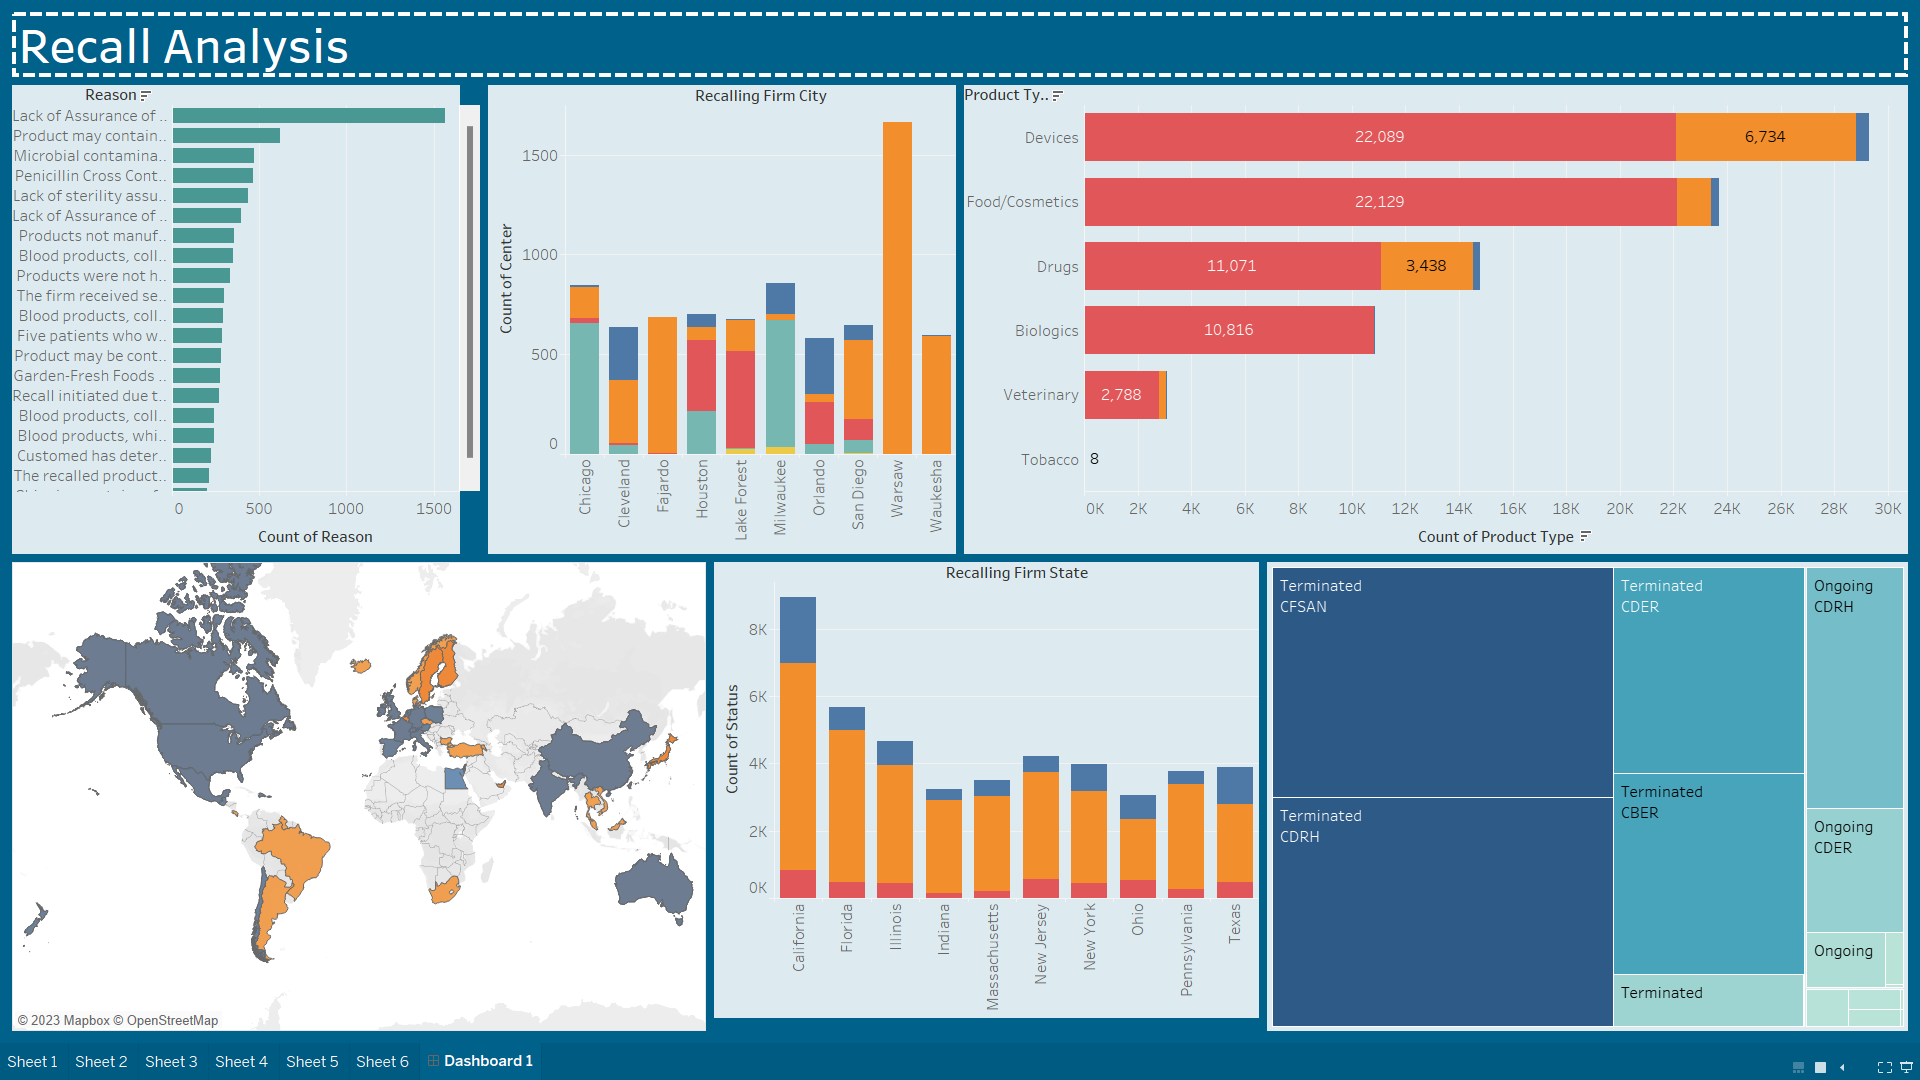 Recall Analysis
Reason
Lack of Assurance of ..
Product may contain..
Microbial contamina..
Penicillin Cross Cont..
Lack of sterility assu..
Lack of Assurance of ..
Products not manuf..
Blood products, coll..
Products were not h..
The firm received se..
Blood products, coll..
Five patients who w..
Product may be cont..
Garden-Fresh Foods ..
Recall initiated due t..
Blood products, coll..
Blood products, whi..
Customed has deter..
The recalled product..
0 500 1000 1500
Count of Reason
Recalling Firm City
Count of Center
1500
1000
500
0
Chicago
Cleveland
Fajardo
Houston
Lake Forest
Milwaukee
Orlando
San Diego
Warsaw
Waukesha
Product Ty..
Devices 22,089 6,734
Food/Cosmetics 22,129
Drugs 11,071 3,438
Biologics 10,816
Veterinary 2,788
Tobacco 8
0K 2K 4K 6K 8K 10K 12K 14K 16K 18K 20K 22K 24K 26K 28K 30K
Count of Product Type
© 2023 Mapbox © OpenStreetMap
Recalling Firm State
Count of Status
8K
6K
4K
2K
0K
California
Florida
Illinois
Indiana
Massachusetts
New Jersey
New York
Ohio
Pennsylvania
Texas
Terminated
CFSAN
Terminated
CDRH
Terminated
CDER
Terminated
CBER
Terminated
Ongoing
CDRH
Ongoing
CDER
Ongoing
Sheet 1 Sheet 2 Sheet 3 Sheet 4 Sheet 5 Sheet 6 Dashboard 1